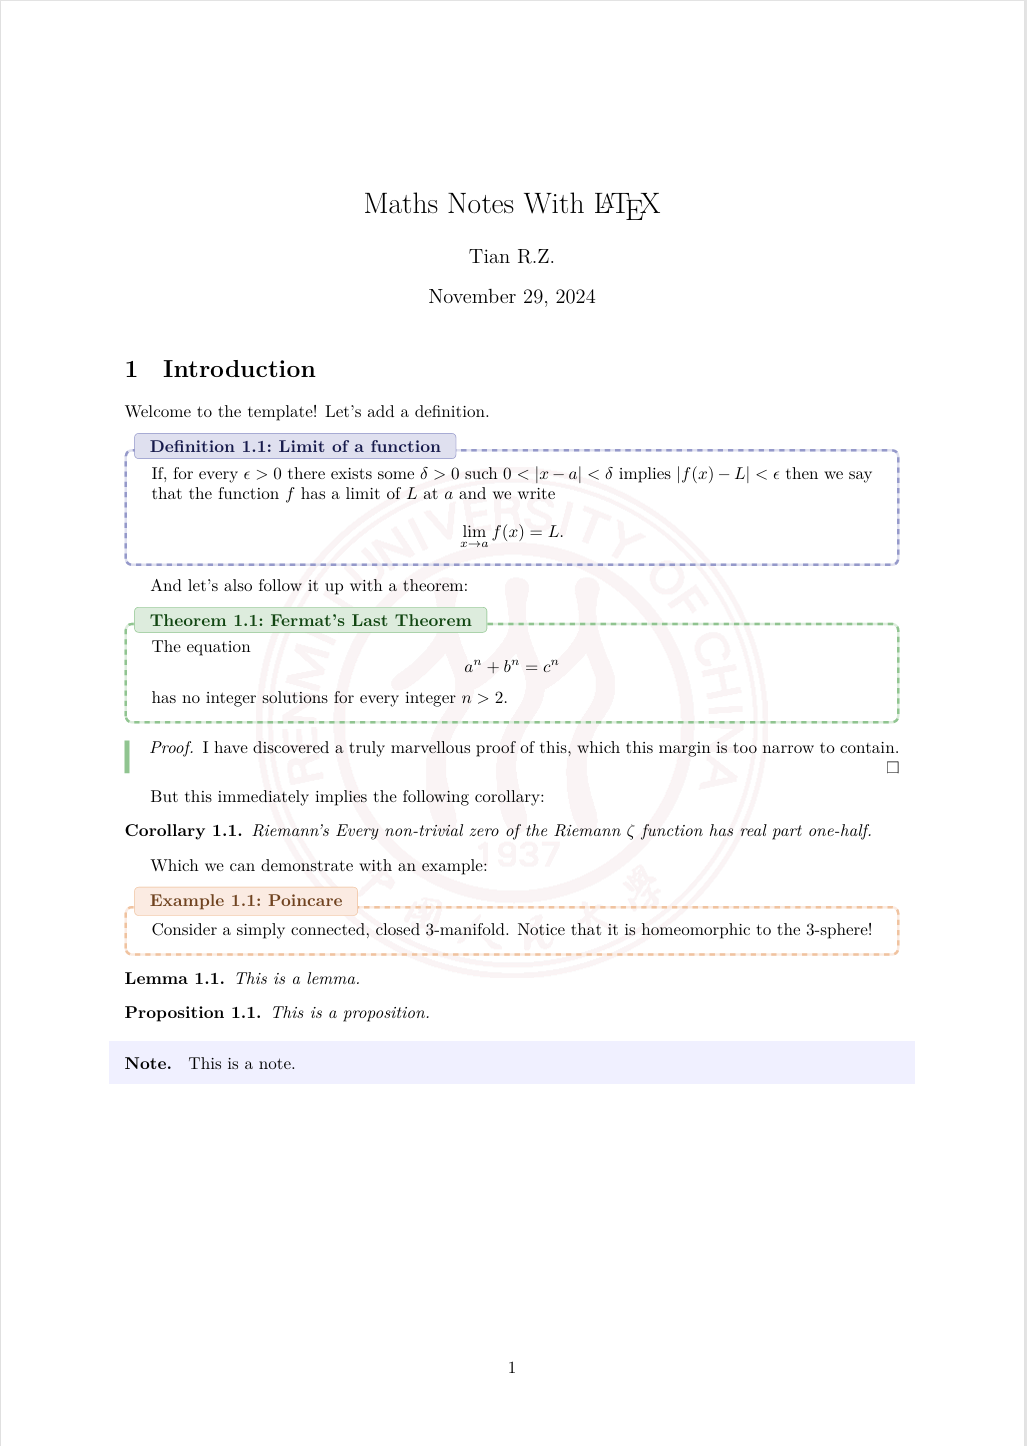 Maths Notes With LATEX
Tian R.Z.
November 29, 2024
1 Introduction
Welcome to the template! Let's add a definition.
Definition 1.1: Limit of a function
If, for every ϵ > 0 there exists some δ > 0 such 0 < |x − a| < δ implies |f(x) − L| < ϵ then we say
that the function f has a limit of L at a and we write
lim x→a f(x) = L.
And let's also follow it up with a theorem:
Theorem 1.1: Fermat's Last Theorem
The equation
aⁿ + bⁿ = cⁿ
has no integer solutions for every integer n > 2.
Proof. I have discovered a truly marvellous proof of this, which this margin is too narrow to contain.
□
But this immediately implies the following corollary:
Corollary 1.1. Riemann's Every non-trivial zero of the Riemann ζ function has real part one-half.
Which we can demonstrate with an example:
Example 1.1: Poincare
Consider a simply connected, closed 3-manifold. Notice that it is homeomorphic to the 3-sphere!
Lemma 1.1. This is a lemma.
Proposition 1.1. This is a proposition.
Note. This is a note.
1
RENMIN UNIVERSITY OF CHINA
1937